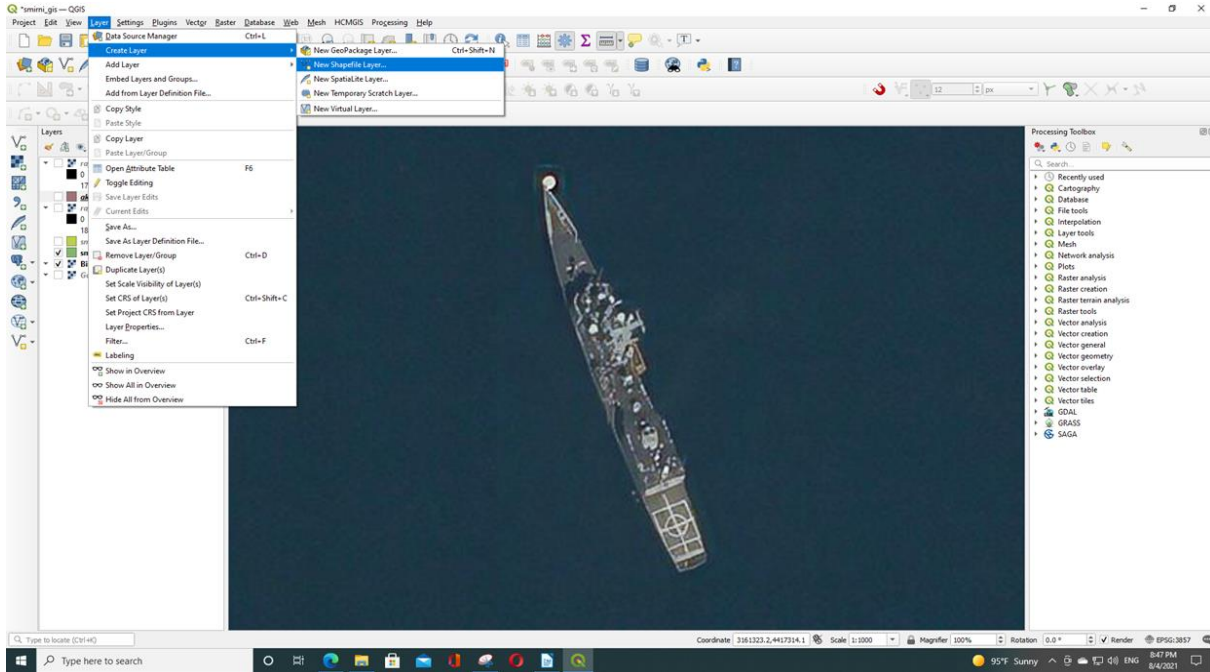 *smirni_gis — QGIS
Project Edit View Layer Settings Plugins Vector Raster Database Web Mesh HCMGIS Processing Help
Data Source Manager Ctrl+L
Create Layer
Add Layer
Embed Layers and Groups...
Add from Layer Definition File...
Copy Style
Paste Style
Copy Layer
Paste Layer/Group
Open Attribute Table F6
Toggle Editing
Save Layer Edits
Current Edits
Save As...
Save As Layer Definition File...
Remove Layer/Group Ctrl+D
Duplicate Layer(s)
Set Scale Visibility of Layer(s)
Set CRS of Layer(s) Ctrl+Shift+C
Set Project CRS from Layer
Layer Properties...
Filter... Ctrl+F
Labeling
Show in Overview
Show All in Overview
Hide All from Overview
New GeoPackage Layer... Ctrl+Shift+N
New Shapefile Layer...
New SpatiaLite Layer...
New Temporary Scratch Layer...
New Virtual Layer...
12 px
Layers
0
17
0
18
Processing Toolbox
Search...
Recently used
Cartography
Database
File tools
Interpolation
Layer tools
Mesh
Network analysis
Plots
Raster analysis
Raster creation
Raster terrain analysis
Raster tools
Vector analysis
Vector creation
Vector general
Vector geometry
Vector overlay
Vector selection
Vector table
Vector tiles
GDAL
GRASS
SAGA
Type to locate (Ctrl+K)
Coordinate 3161323.2,4417314.1 Scale 1:1000 Magnifier 100% Rotation 0.0 ° Render EPSG:3857
Type here to search
95°F Sunny ENG
8:47 PM
8/4/2021